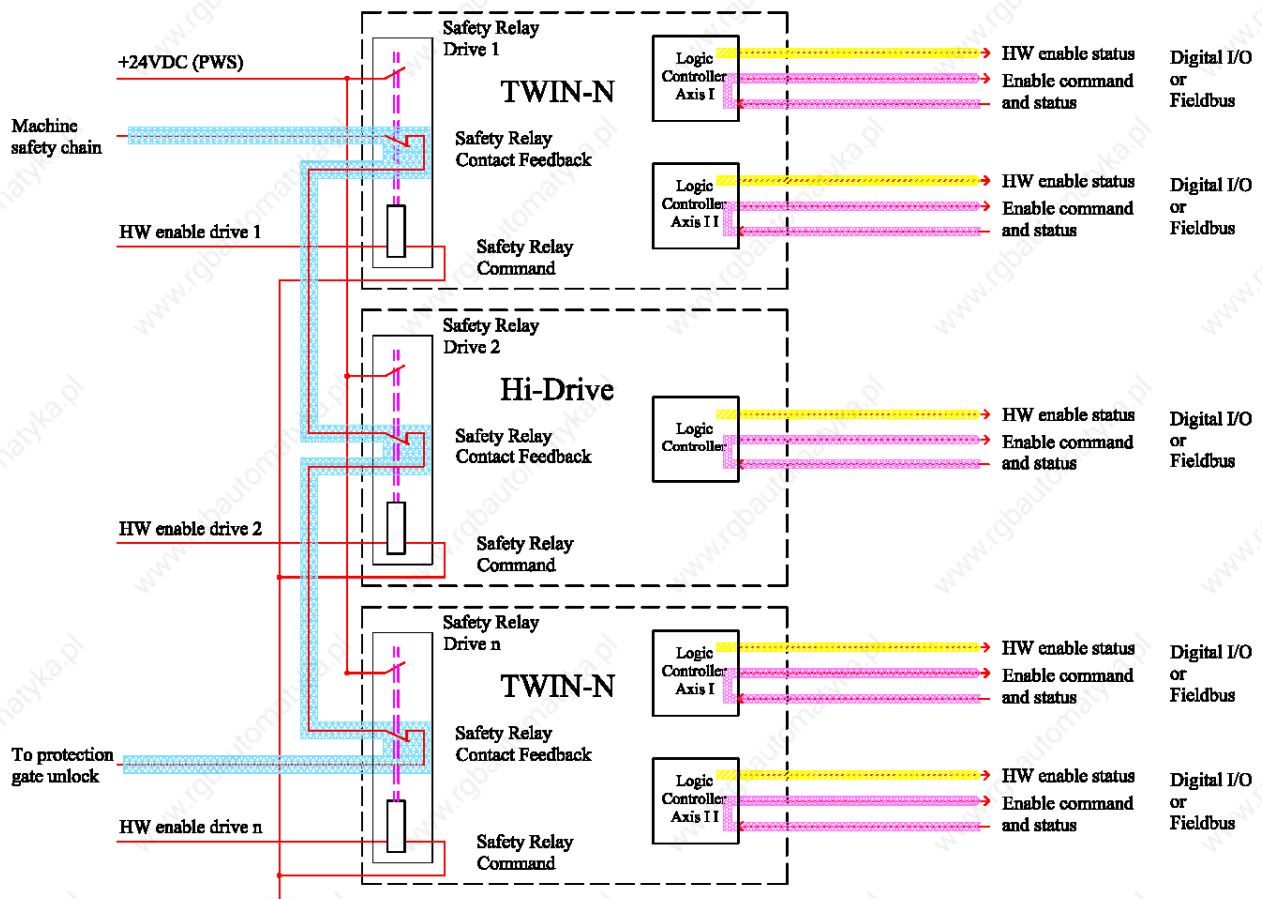 Safety Relay
Drive 1
TWIN-N
+24VDC (PWS)
Machine
safety chain
Safety Relay
Contact Feedback
HW enable drive 1
Safety Relay
Command
Logic
Controller
Axis I
HW enable status
Enable command
and status
Digital I/O
or
Fieldbus
Logic
Controller
Axis I I
HW enable status
Enable command
and status
Digital I/O
or
Fieldbus
Safety Relay
Drive 2
Hi-Drive
Safety Relay
Contact Feedback
HW enable drive 2
Safety Relay
Command
Logic
Controller
HW enable status
Enable command
and status
Digital I/O
or
Fieldbus
Safety Relay
Drive n
TWIN-N
Safety Relay
Contact Feedback
To protection
gate unlock
HW enable drive n
Safety Relay
Command
Logic
Controller
Axis I
HW enable status
Enable command
and status
Digital I/O
or
Fieldbus
Logic
Controller
Axis I I
HW enable status
Enable command
and status
Digital I/O
or
Fieldbus
www.rgbautomatyka.pl